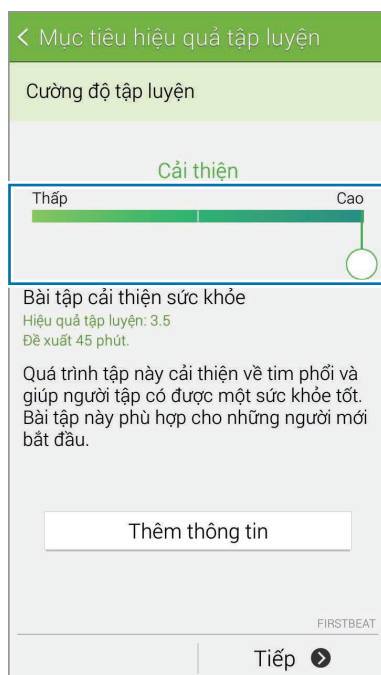 Mục tiêu hiệu quả tập luyện
Cường độ tập luyện
Cải thiện
Thấp Cao
Bài tập cải thiện sức khỏe
Hiệu quả tập luyện: 3.5
Đề xuất 45 phút.
Quá trình tập này cải thiện về tim phổi và
giúp người tập có được một sức khỏe tốt.
Bài tập này phù hợp cho những người mới
bắt đầu.
Thêm thông tin
FIRSTBEAT
Tiếp